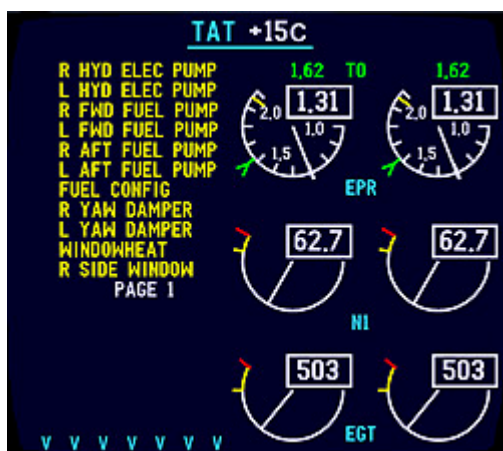 TAT +15c
R HYD ELEC PUMP
L HYD ELEC PUMP
R FWD FUEL PUMP
L FWD FUEL PUMP
R AFT FUEL PUMP
L AFT FUEL PUMP
FUEL CONFIG
R YAW DAMPER
L YAW DAMPER
WINDOWHEAT
R SIDE WINDOW
PAGE 1
1.62 TO 1.62
1.31 1.31
2.0 1.0 2.0 1.0
1.5 1.5
EPR
62.7 62.7
N1
503 503
EGT
V V V V V V V